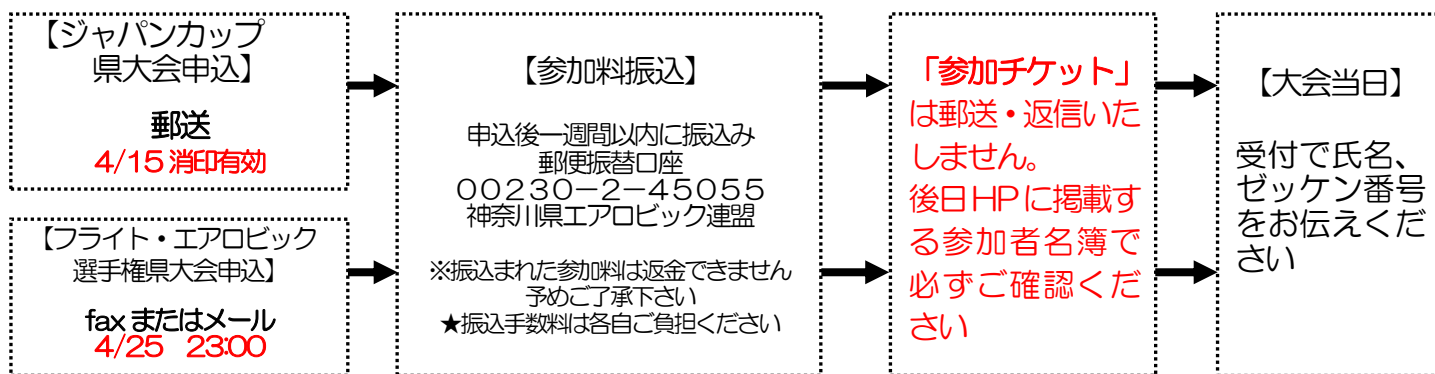 【ジャパンカップ
県大会申込】
郵送
4/15消印有効
【フライト・エアロビック
選手権県大会申込】
faxまたはメール
4/25 23:00
【参加料振込】
申込後一週間以内に振込み
郵便振替口座
00230-2-45055
神奈川県エアロビック連盟
※振込まれた参加料は返金できません
予めご了承下さい
★振込手数料は各自ご負担ください
「参加チケット」
は郵送・返信いた
しません。
後日HPに掲載す
る参加者名簿で
必ずご確認くだ
さい
【大会当日】
受付で氏名、
ゼッケン番号
をお伝えくだ
さい